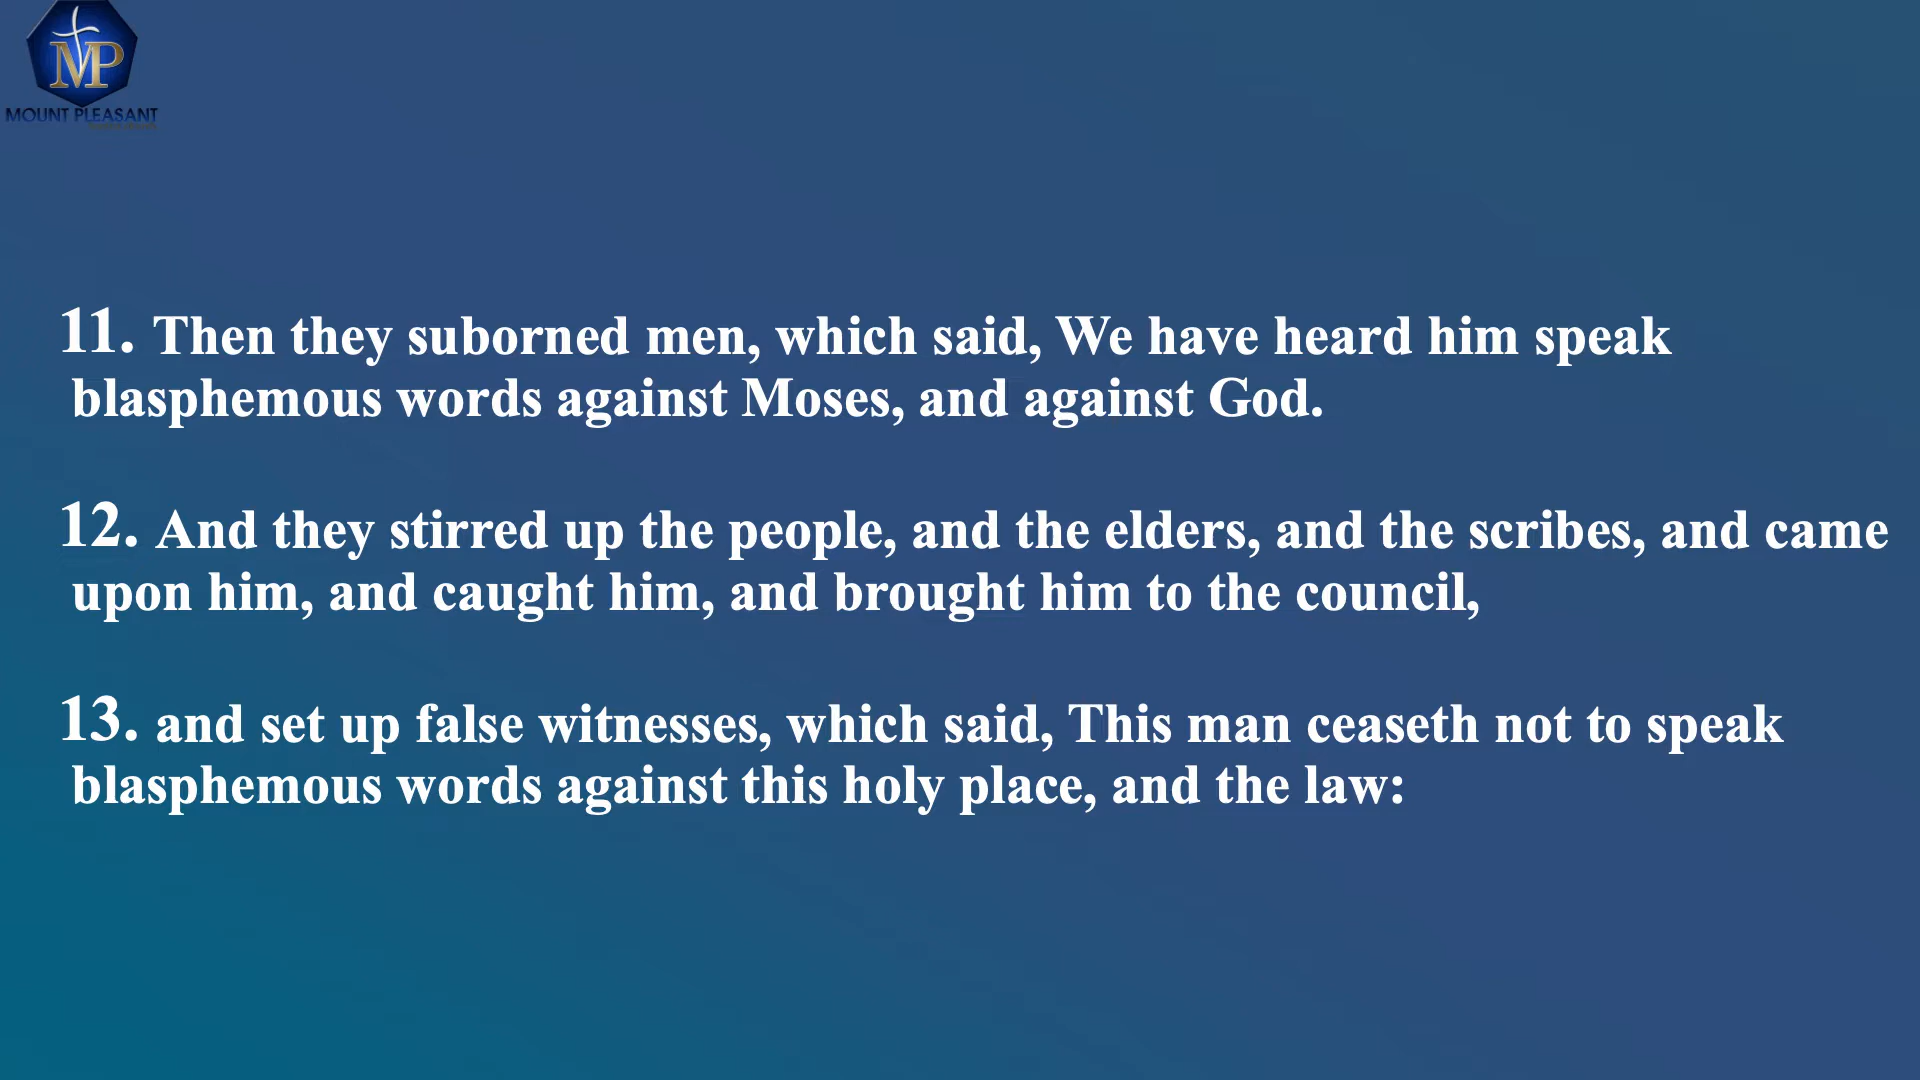 MP
MOUNT PLEASANT
11. Then they suborned men, which said, We have heard him speak
blasphemous words against Moses, and against God.
12. And they stirred up the people, and the elders, and the scribes, and came
upon him, and caught him, and brought him to the council,
13. and set up false witnesses, which said, This man ceaseth not to speak
blasphemous words against this holy place, and the law: